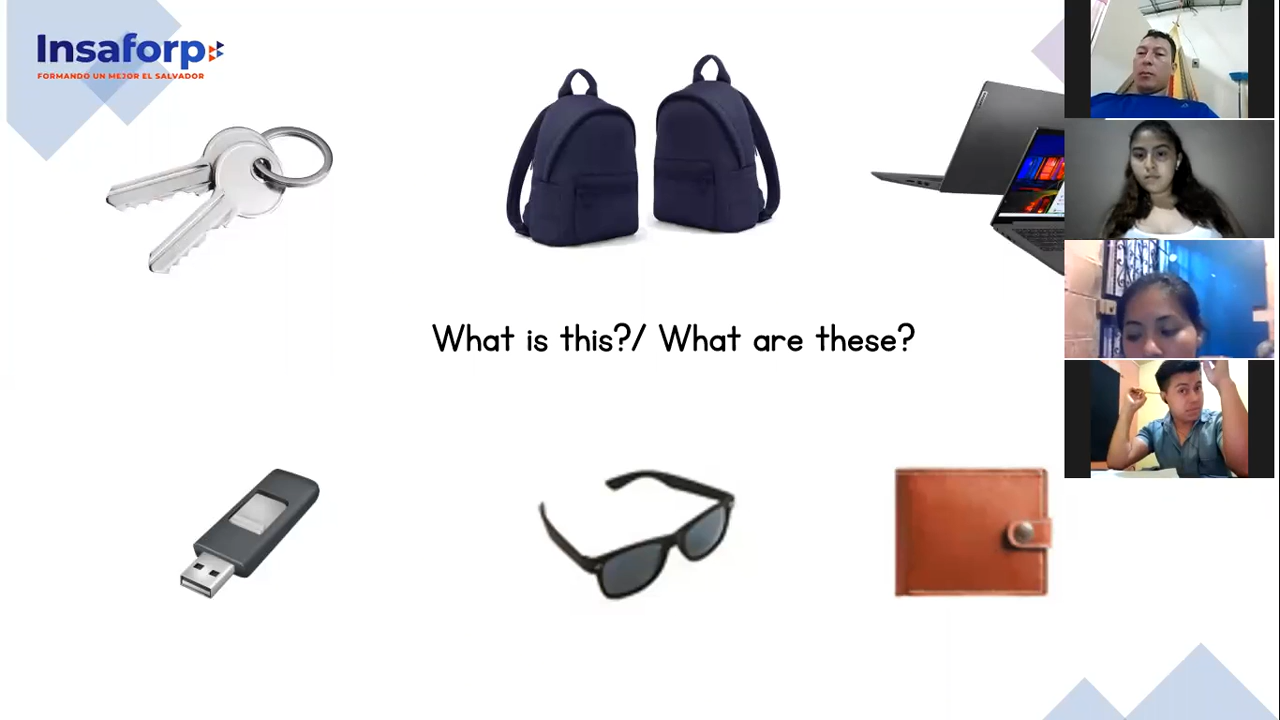 Insaforp
FORMANDO UN MEJOR EL SALVADOR
What is this?/ What are these?